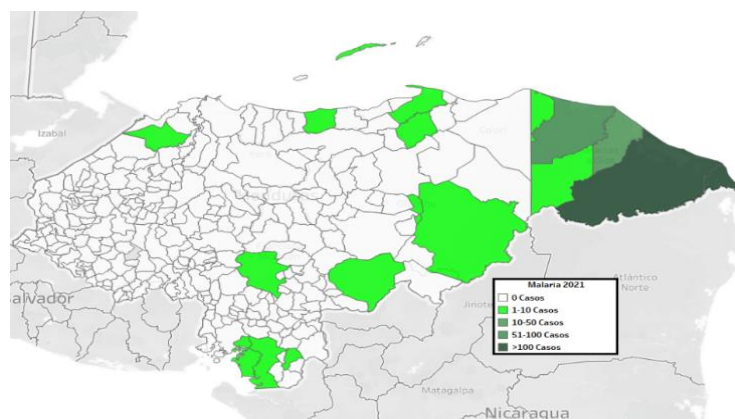 Izabal
Salvador
Malaria 2021
0 Casos
1-10 Casos
10-50 Casos
51-100 Casos
>100 Casos
Atlántico
Norte
Jinote
Matagalpa
Nicaragua